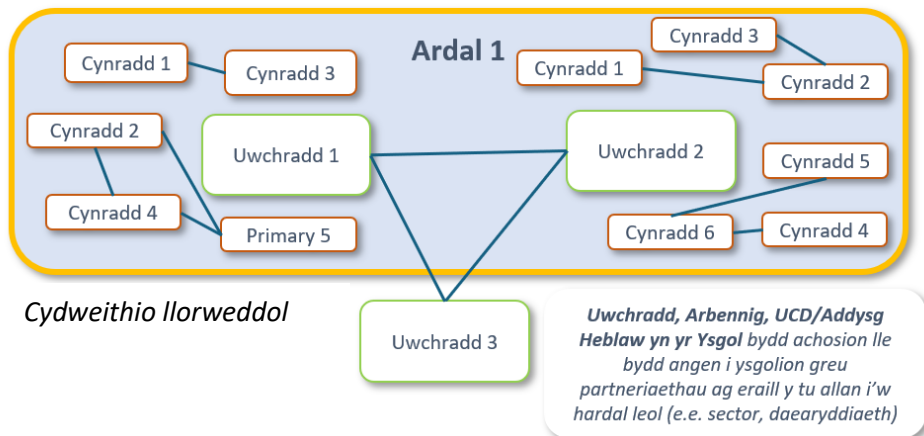 Ardal 1
Cynradd 1
Cynradd 3
Cynradd 2
Cynradd 4
Primary 5
Uwchradd 1
Cynradd 3
Cynradd 1
Cynradd 2
Uwchradd 2
Cynradd 5
Cynradd 6
Cynradd 4
Cydweithio llorweddol
Uwchradd 3
Uwchradd, Arbennig, UCD/Addysg
Heblaw yn yr Ysgol bydd achosion lle
bydd angen i ysgolion greu
partneriaethau ag eraill y tu allan i'w
hardal leol (e.e. sector, daearyddiaeth)